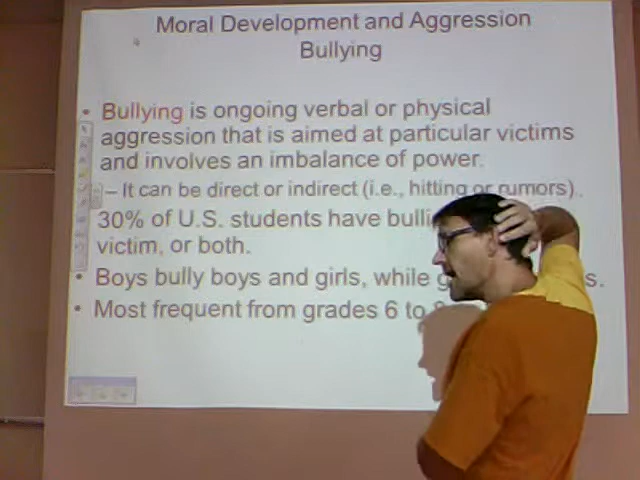 Moral Development and Aggression
Bullying
• Bullying is ongoing verbal or physical
aggression that is aimed at particular victims
and involves an imbalance of power.
– It can be direct or indirect (i.e., hitting or rumors).
30% of U.S. students have
victim, or both.
• Boys bully boys and girls, while
• Most frequent from grades 6 to